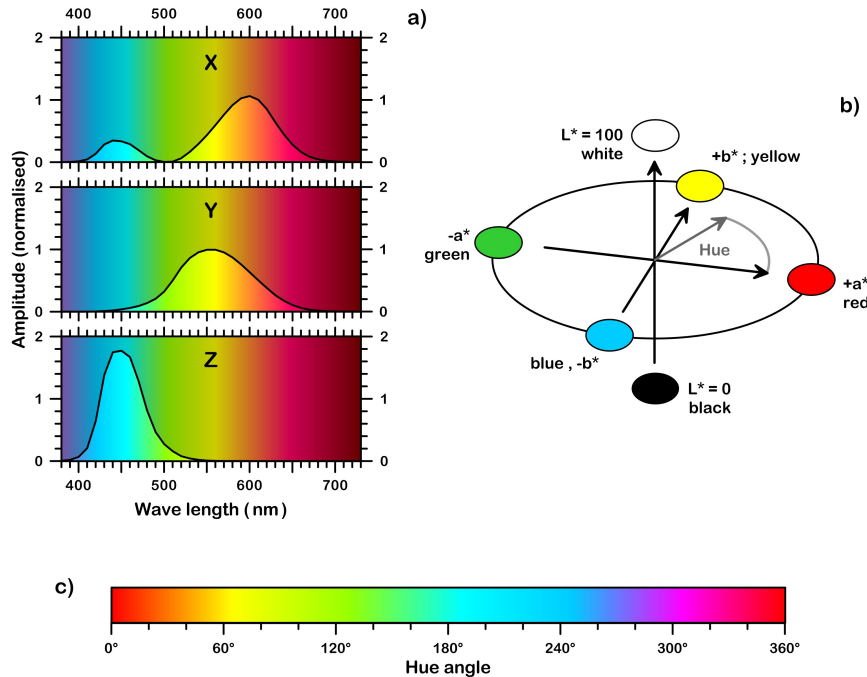 a)
400 500 600 700
2 X 2
1 1
0 0
2 Y 2
1 1
0 0
2 Z 2
1 1
0 0
400 500 600 700
Amplitude (normalised)
Wave length ( nm )
b)
L* = 100
white
+b* ; yellow
-a*
green
Hue
+a*
red
blue , -b*
L* = 0
black
c)
0° 60° 120° 180° 240° 300° 360°
Hue angle